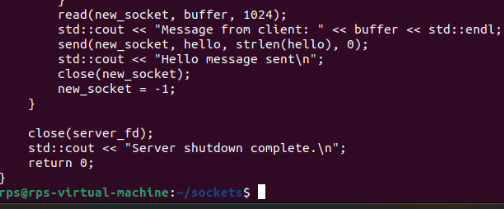 }
        read(new_socket, buffer, 1024);
        std::cout << "Message from client: " << buffer << std::endl;
        send(new_socket, hello, strlen(hello), 0);
        std::cout << "Hello message sent\n";
        close(new_socket);
        new_socket = -1;
    }

    close(server_fd);
    std::cout << "Server shutdown complete.\n";
    return 0;
}
rps@rps-virtual-machine:~/sockets$